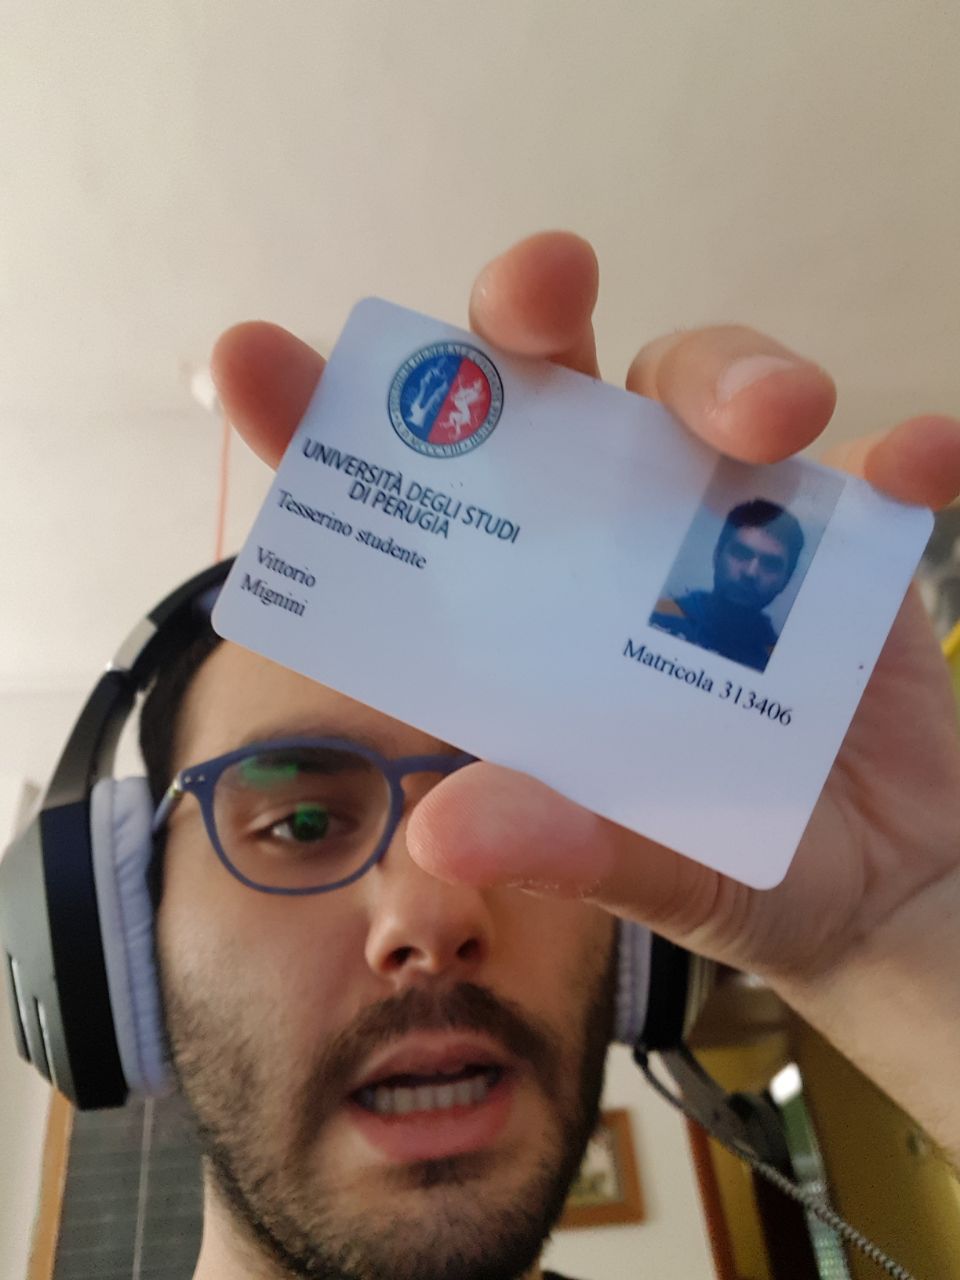 UNIVERSITÀ DEGLI STUDI
DI PERUGIA
Tesserino studente
Vittorio
Mignini
Matricola 313406